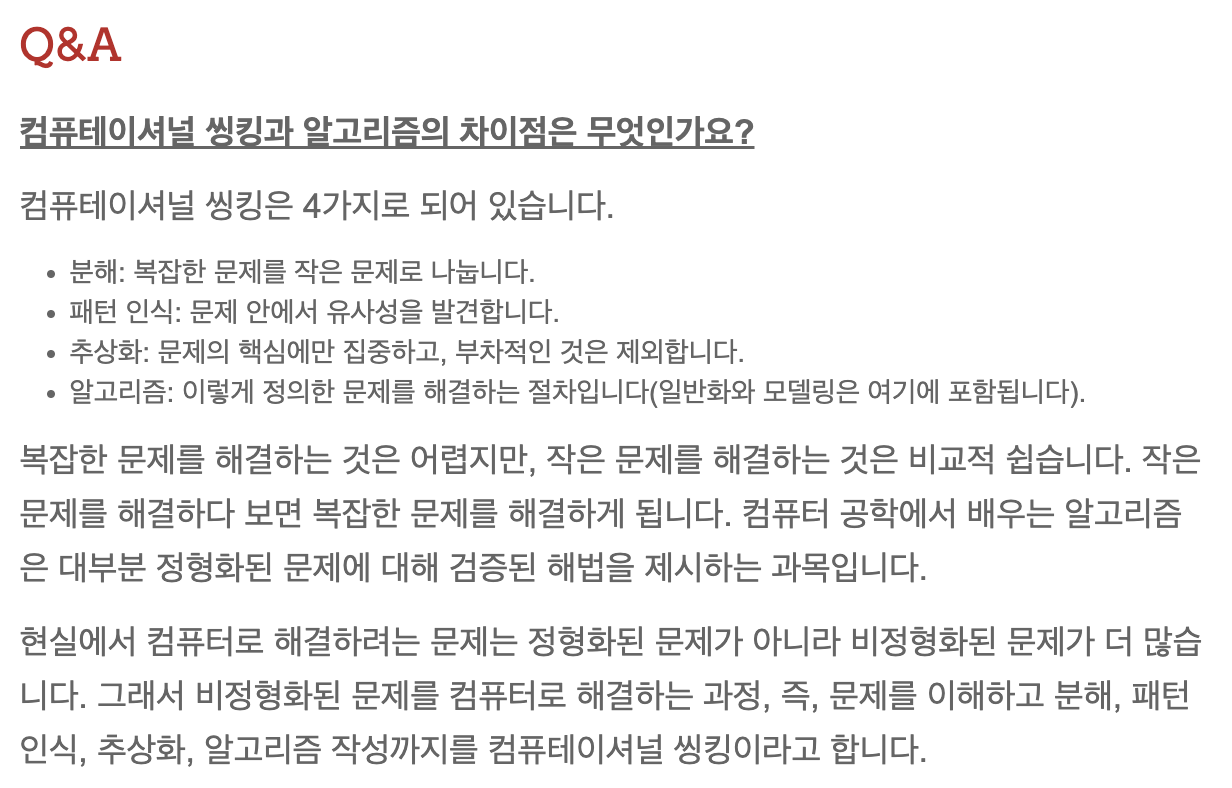 Q&A
컴퓨테이셔널 씽킹과 알고리즘의 차이점은 무엇인가요?
컴퓨테이셔널 씽킹은 4가지로 되어 있습니다.
• 분해: 복잡한 문제를 작은 문제로 나눕니다.
• 패턴 인식: 문제 안에서 유사성을 발견합니다.
• 추상화: 문제의 핵심에만 집중하고, 부차적인 것은 제외합니다.
• 알고리즘: 이렇게 정의한 문제를 해결하는 절차입니다(일반화와 모델링은 여기에 포함됩니다).
복잡한 문제를 해결하는 것은 어렵지만, 작은 문제를 해결하는 것은 비교적 쉽습니다. 작은
문제를 해결하다 보면 복잡한 문제를 해결하게 됩니다. 컴퓨터 공학에서 배우는 알고리즘
은 대부분 정형화된 문제에 대해 검증된 해법을 제시하는 과목입니다.
현실에서 컴퓨터로 해결하려는 문제는 정형화된 문제가 아니라 비정형화된 문제가 더 많습
니다. 그래서 비정형화된 문제를 컴퓨터로 해결하는 과정, 즉, 문제를 이해하고 분해, 패턴
인식, 추상화, 알고리즘 작성까지를 컴퓨테이셔널 씽킹이라고 합니다.